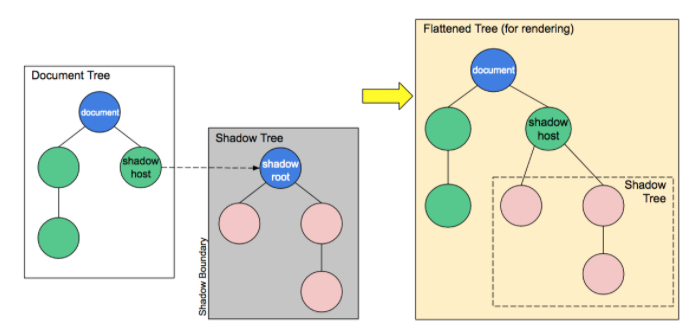 Document Tree
document
shadow
host
Shadow Tree
shadow
root
Shadow Boundary
Flattened Tree (for rendering)
document
shadow
host
Shadow
Tree